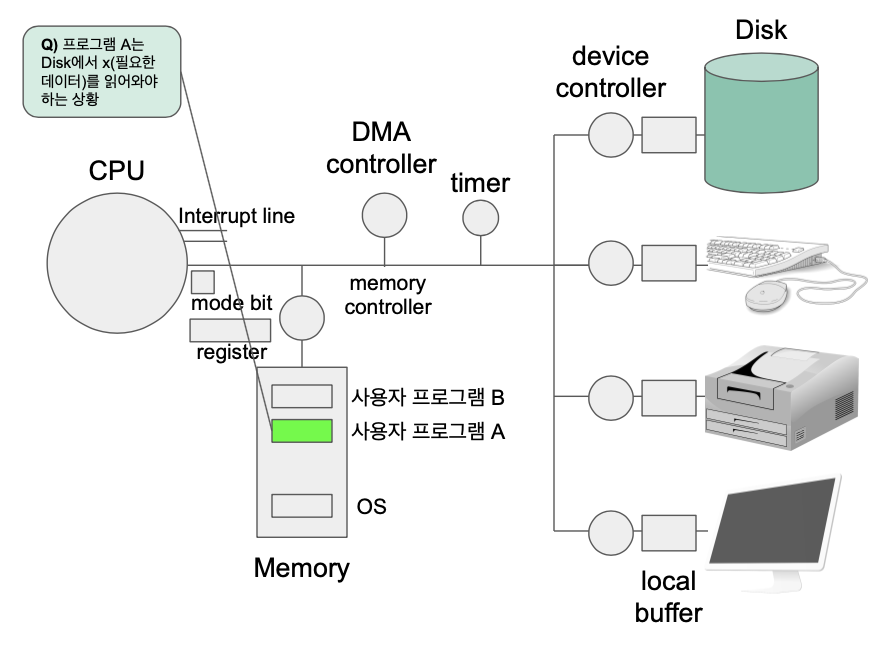 Q) 프로그램 A는
Disk에서 x(필요한
데이터)를 읽어와야
하는 상황
Disk
device
controller
DMA
controller
timer
CPU
Interrupt line
memory
controller
mode bit
register
사용자 프로그램 B
사용자 프로그램 A
OS
Memory
local
buffer